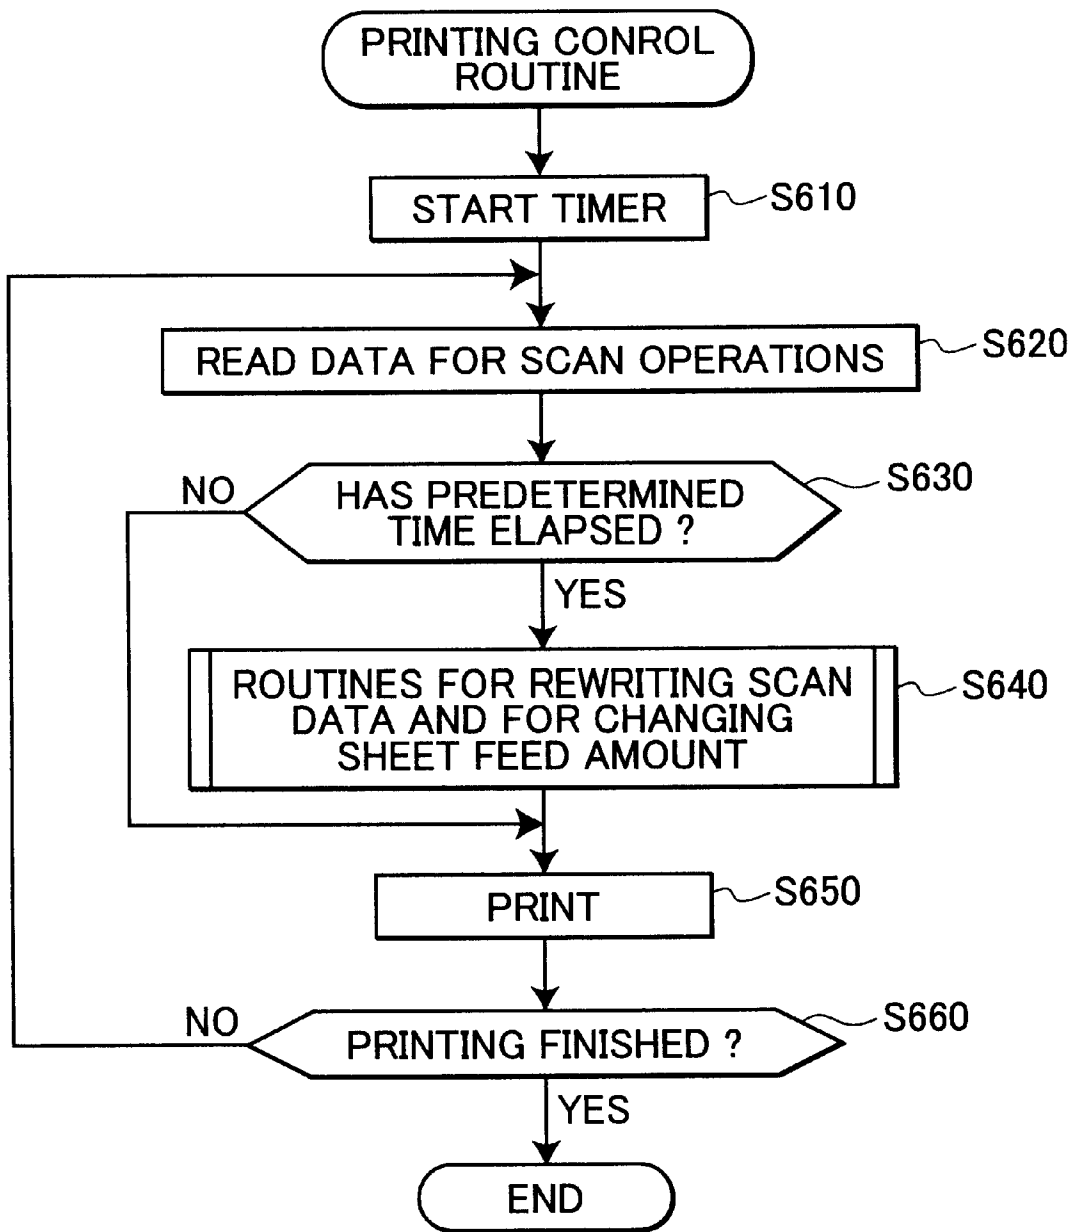 PRINTING CONROL
ROUTINE
START TIMER
S610
READ DATA FOR SCAN OPERATIONS
S620
NO
HAS PREDETERMINED
TIME ELAPSED ?
S630
YES
ROUTINES FOR REWRITING SCAN
DATA AND FOR CHANGING
SHEET FEED AMOUNT
S640
PRINT
S650
NO
PRINTING FINISHED ?
S660
YES
END